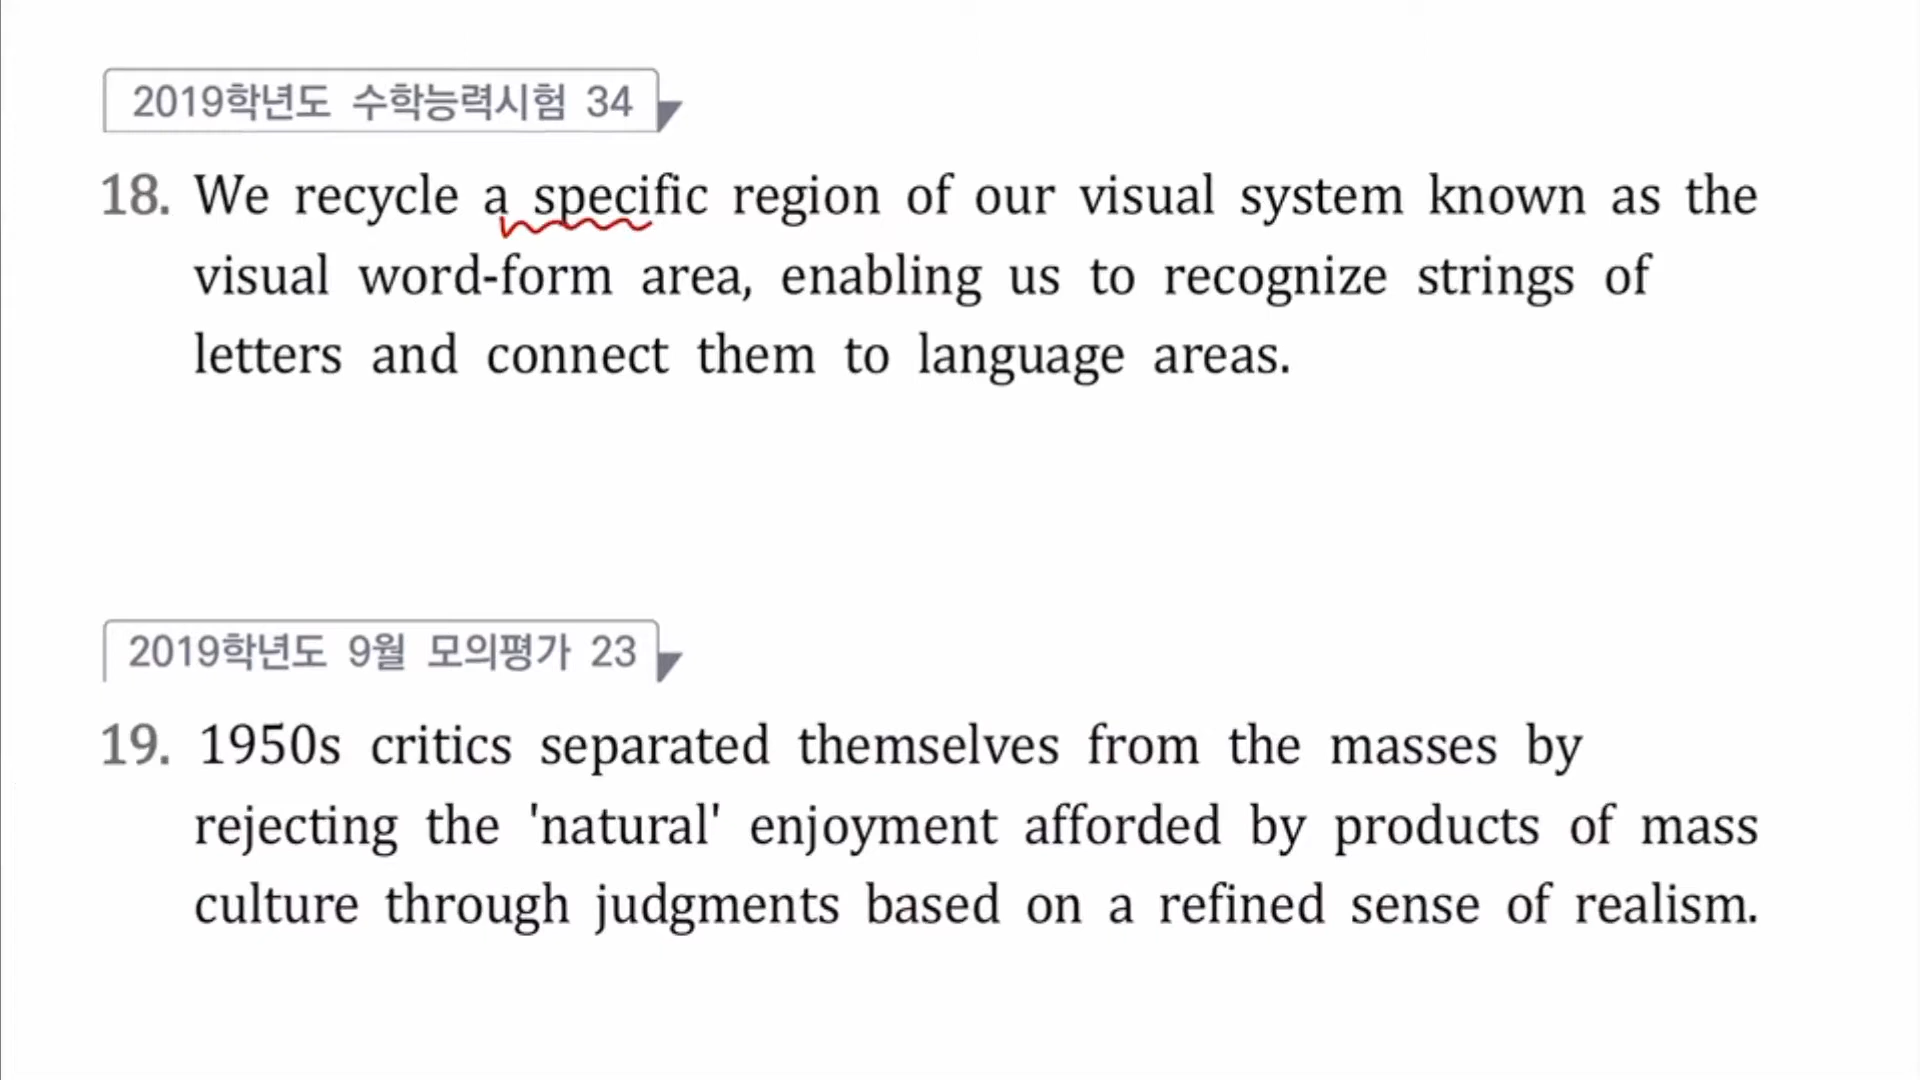 2019학년도 수학능력시험 34
18. We recycle a specific region of our visual system known as the
visual word-form area, enabling us to recognize strings of
letters and connect them to language areas.
2019학년도 9월 모의평가 23
19. 1950s critics separated themselves from the masses by
rejecting the 'natural' enjoyment afforded by products of mass
culture through judgments based on a refined sense of realism.